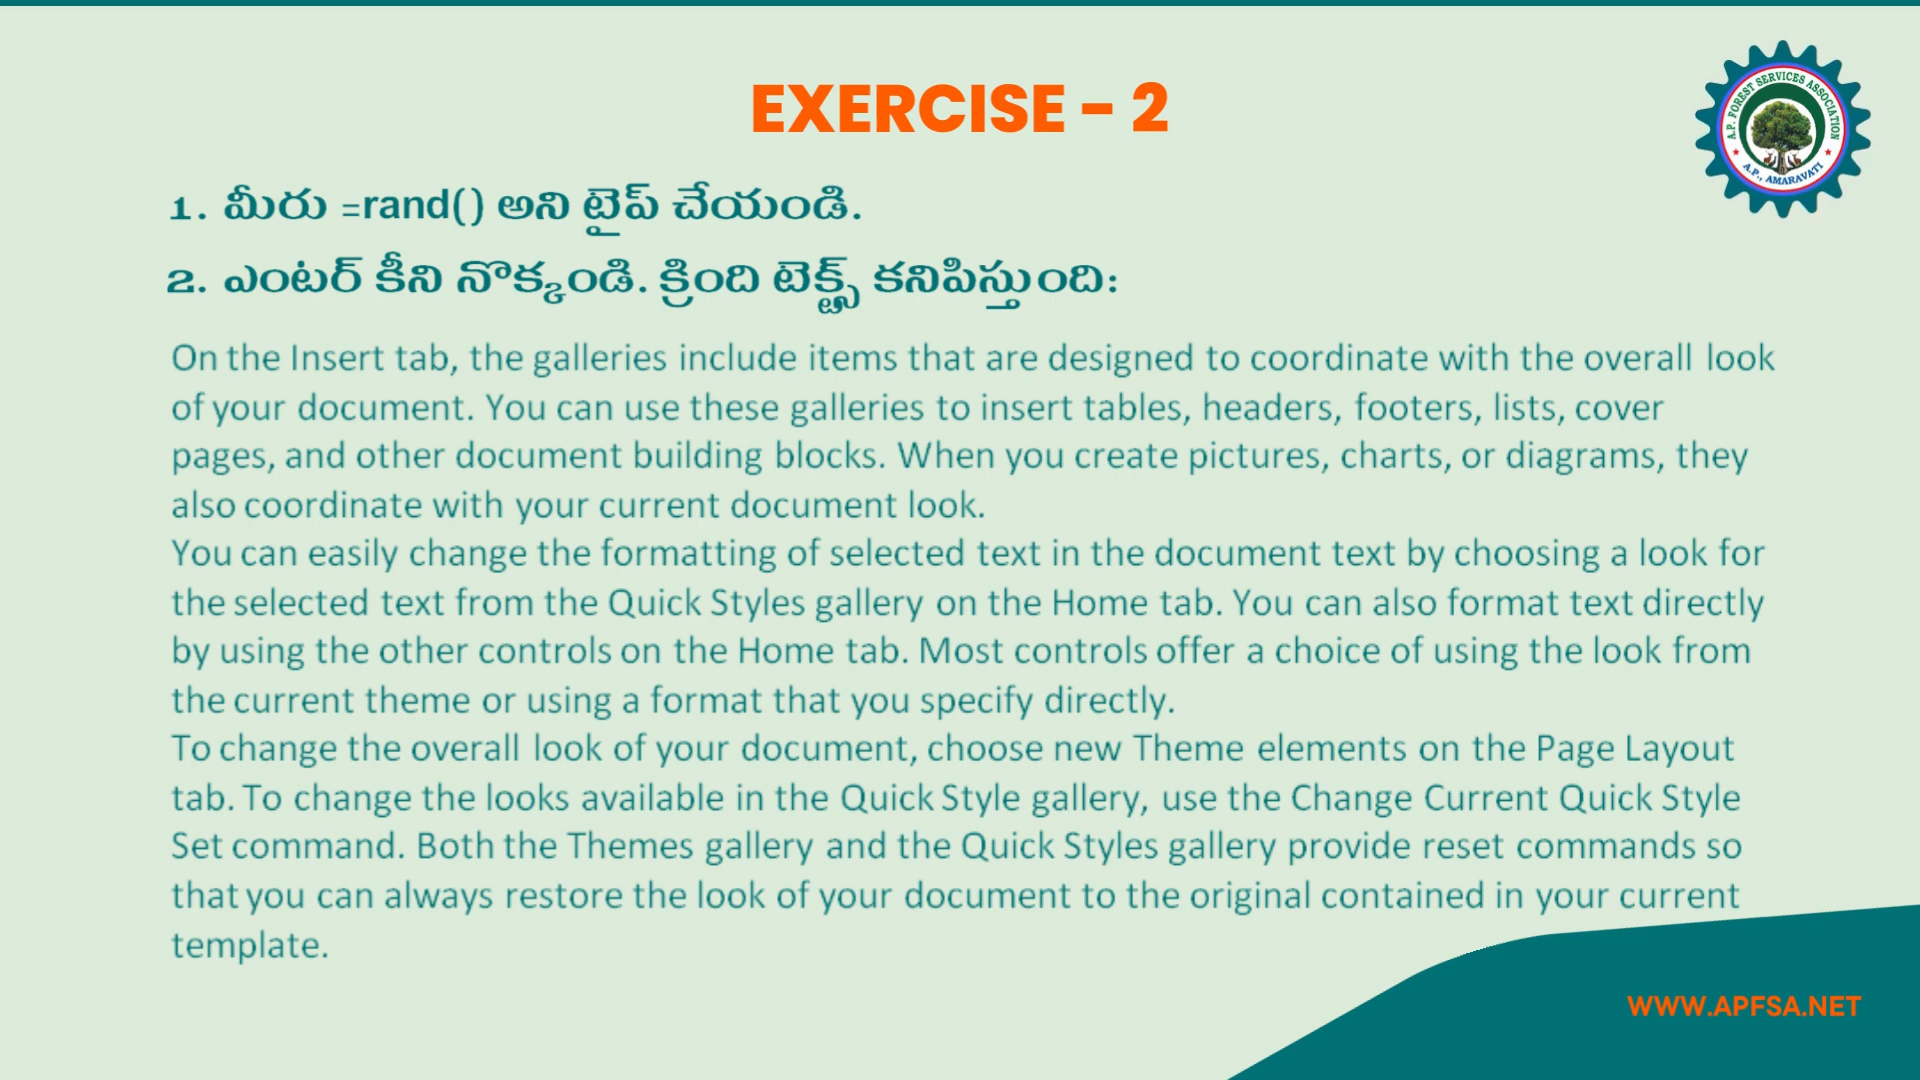 EXERCISE – 2
A.P. FOREST SERVICES ASSOCIATION
A.P., AMARAVATI
1. మీరు =rand() అని టైప్ చేయండి.
2. ఎంటర్ కీని నొక్కండి. క్రింది టెక్స్ట్ కనిపిస్తుంది:
On the Insert tab, the galleries include items that are designed to coordinate with the overall look
of your document. You can use these galleries to insert tables, headers, footers, lists, cover
pages, and other document building blocks. When you create pictures, charts, or diagrams, they
also coordinate with your current document look.
You can easily change the formatting of selected text in the document text by choosing a look for
the selected text from the Quick Styles gallery on the Home tab. You can also format text directly
by using the other controls on the Home tab. Most controls offer a choice of using the look from
the current theme or using a format that you specify directly.
To change the overall look of your document, choose new Theme elements on the Page Layout
tab. To change the looks available in the Quick Style gallery, use the Change Current Quick Style
Set command. Both the Themes gallery and the Quick Styles gallery provide reset commands so
that you can always restore the look of your document to the original contained in your current
template.
WWW.APFSA.NET